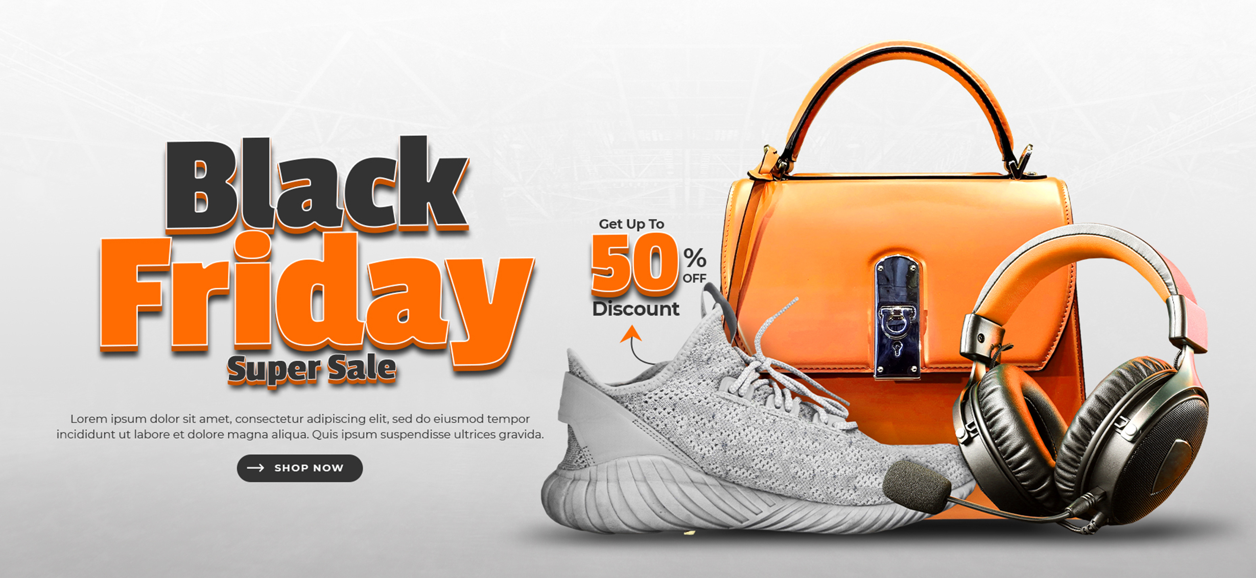 Black
Friday
Super Sale
Lorem ipsum dolor sit amet, consectetur adipiscing elit, sed do eiusmod tempor
incididunt ut labore et dolore magna aliqua. Quis ipsum suspendisse ultrices gravida.
SHOP NOW
Get Up To
50%
OFF
Discount